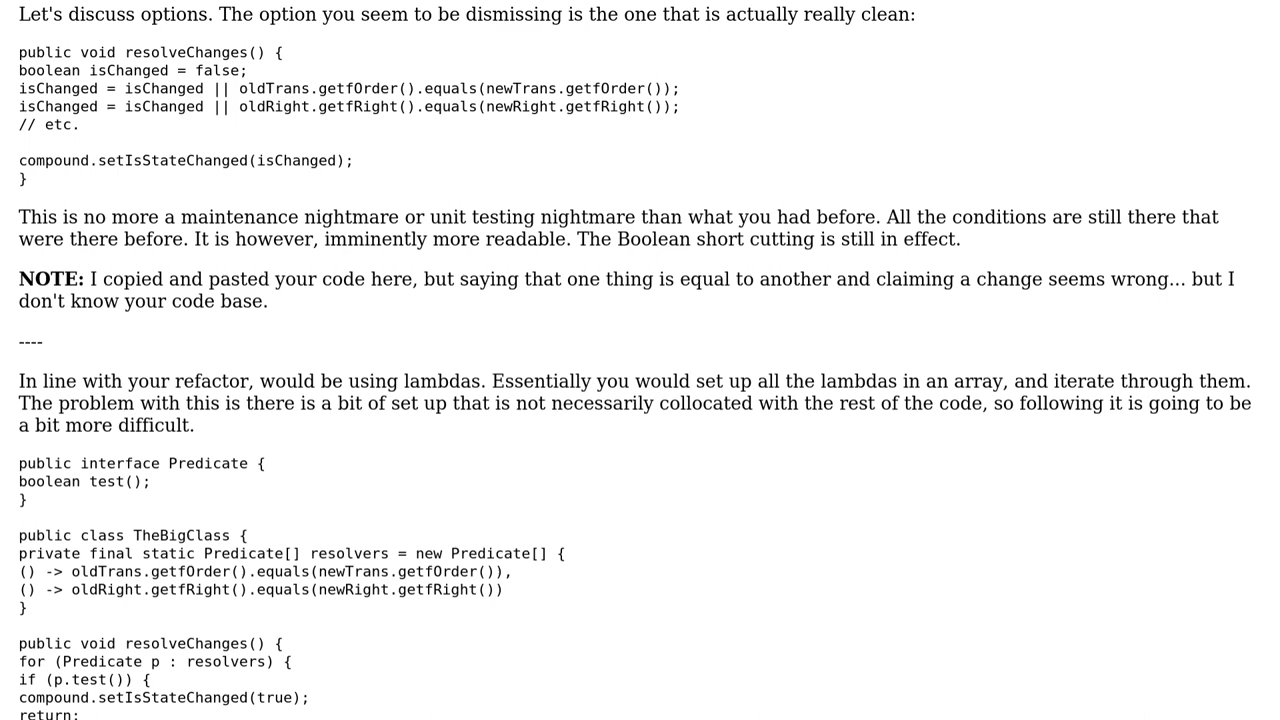 Let's discuss options. The option you seem to be dismissing is the one that is actually really clean:
public void resolveChanges() {
boolean isChanged = false;
isChanged = isChanged || oldTrans.getfOrder().equals(newTrans.getfOrder());
isChanged = isChanged || oldRight.getfRight().equals(newRight.getfRight());
// etc.
compound.setIsStateChanged(isChanged);
}
This is no more a maintenance nightmare or unit testing nightmare than what you had before. All the conditions are still there that
were there before. It is however, imminently more readable. The Boolean short cutting is still in effect.
NOTE: I copied and pasted your code here, but saying that one thing is equal to another and claiming a change seems wrong... but I
don't know your code base.
----
In line with your refactor, would be using lambdas. Essentially you would set up all the lambdas in an array, and iterate through them.
The problem with this is there is a bit of set up that is not necessarily collocated with the rest of the code, so following it is going to be
a bit more difficult.
public interface Predicate {
boolean test();
}
public class TheBigClass {
private final static Predicate[] resolvers = new Predicate[] {
() -> oldTrans.getfOrder().equals(newTrans.getfOrder()),
() -> oldRight.getfRight().equals(newRight.getfRight())
}
public void resolveChanges() {
for (Predicate p : resolvers) {
if (p.test()) {
compound.setIsStateChanged(true);
return;